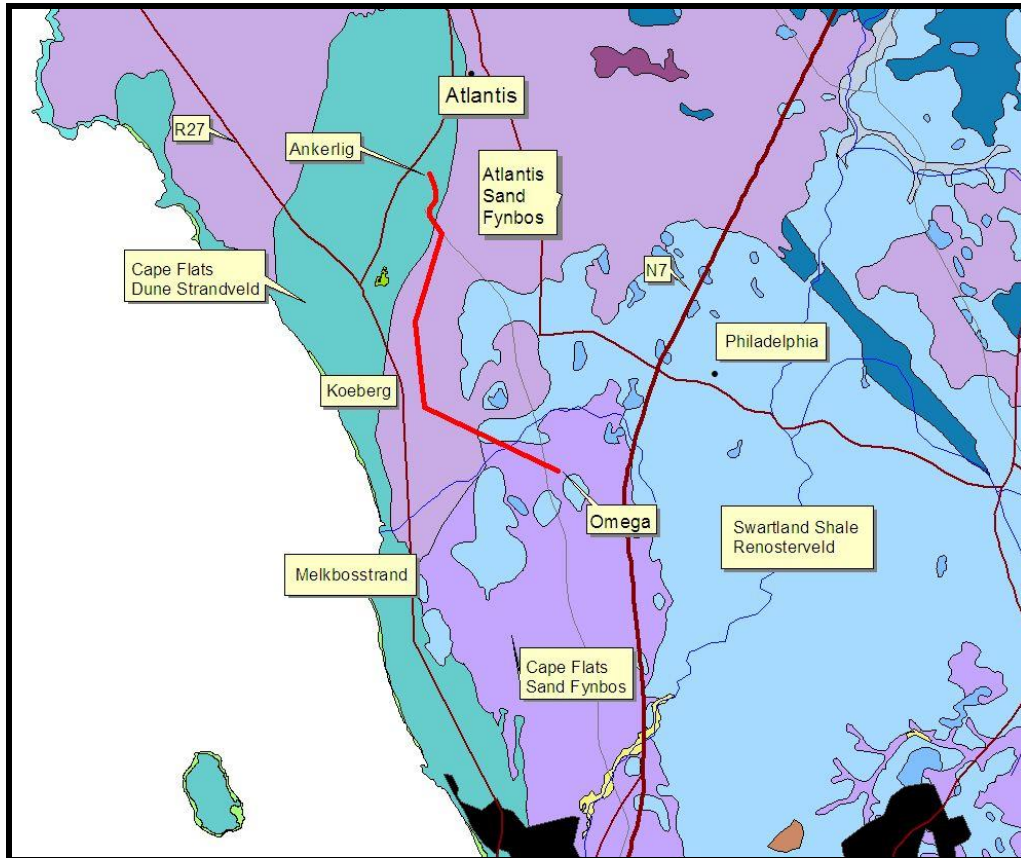 Atlantis
R27
Ankerlig
Atlantis
Sand
Fynbos
Cape Flats
Dune Strandveld
N7
Philadelphia
Koeberg
Omega
Swartland Shale
Renosterveld
Melkbosstrand
Cape Flats
Sand Fynbos